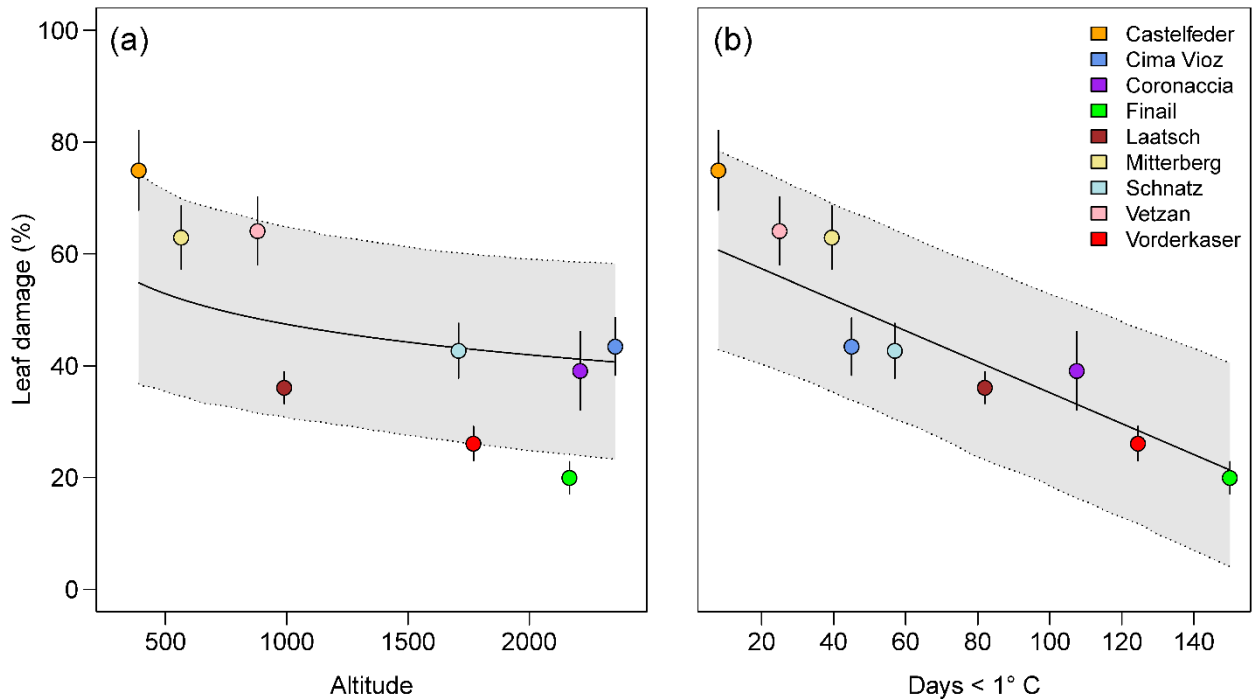 (a)
100
80
60
40
20
0
Leaf damage (%)
500 1000 1500 2000
Altitude
(b)
Castelfeder
Cima Vioz
Coronaccia
Finail
Laatsch
Mitterberg
Schnatz
Vetzan
Vorderkaser
20 40 60 80 100 120 140
Days < 1° C